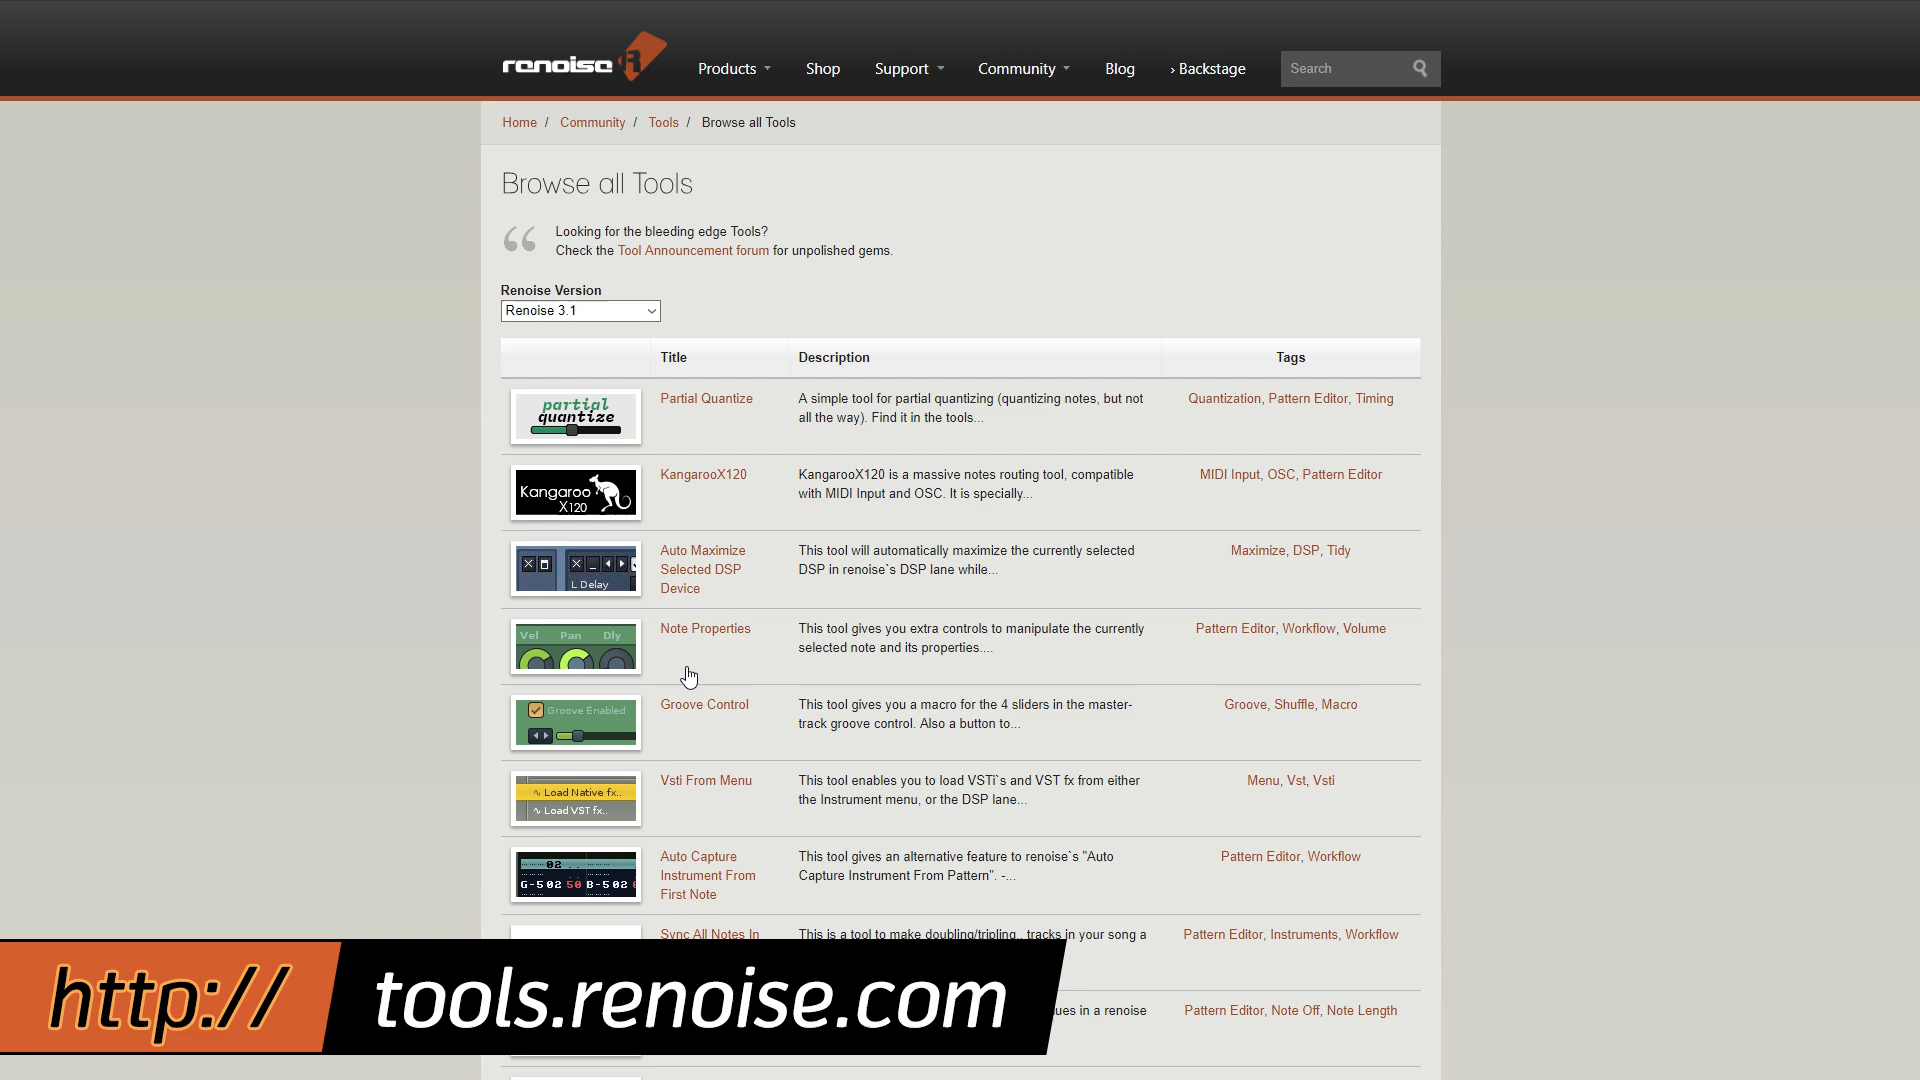 renoise
Products
Shop
Support
Community
Blog
› Backstage
Search
Home / Community / Tools / Browse all Tools
Browse all Tools
Looking for the bleeding edge Tools?
Check the Tool Announcement forum for unpolished gems.
Renoise Version
Renoise 3.1
Title Description Tags
partial
quantize
Partial Quantize
A simple tool for partial quantizing (quantizing notes, but not
all the way). Find it in the tools...
Quantization, Pattern Editor, Timing
Kangaroo
X120
KangarooX120
KangarooX120 is a massive notes routing tool, compatible
with MIDI Input and OSC. It is specially...
MIDI Input, OSC, Pattern Editor
L Delay
Auto Maximize
Selected DSP
Device
This tool will automatically maximize the currently selected
DSP in renoise`s DSP lane while...
Maximize, DSP, Tidy
Vel Pan Dly
Note Properties
This tool gives you extra controls to manipulate the currently
selected note and its properties....
Pattern Editor, Workflow, Volume
Groove Enabled
Groove Control
This tool gives you a macro for the 4 sliders in the master-
track groove control. Also a button to...
Groove, Shuffle, Macro
Load Native fx..
Load VST fx..
Vsti From Menu
This tool enables you to load VSTi`s and VST fx from either
the Instrument menu, or the DSP lane...
Menu, Vst, Vsti
02
G-5 02 50 B-5 02
Auto Capture
Instrument From
First Note
This tool gives an alternative feature to renoise`s "Auto
Capture Instrument From Pattern". -...
Pattern Editor, Workflow
Sync All Notes In
This is a tool to make doubling/tripling.. tracks in your song a
Pattern Editor, Instruments, Workflow
ues in a renoise
Pattern Editor, Note Off, Note Length
http:// tools.renoise.com